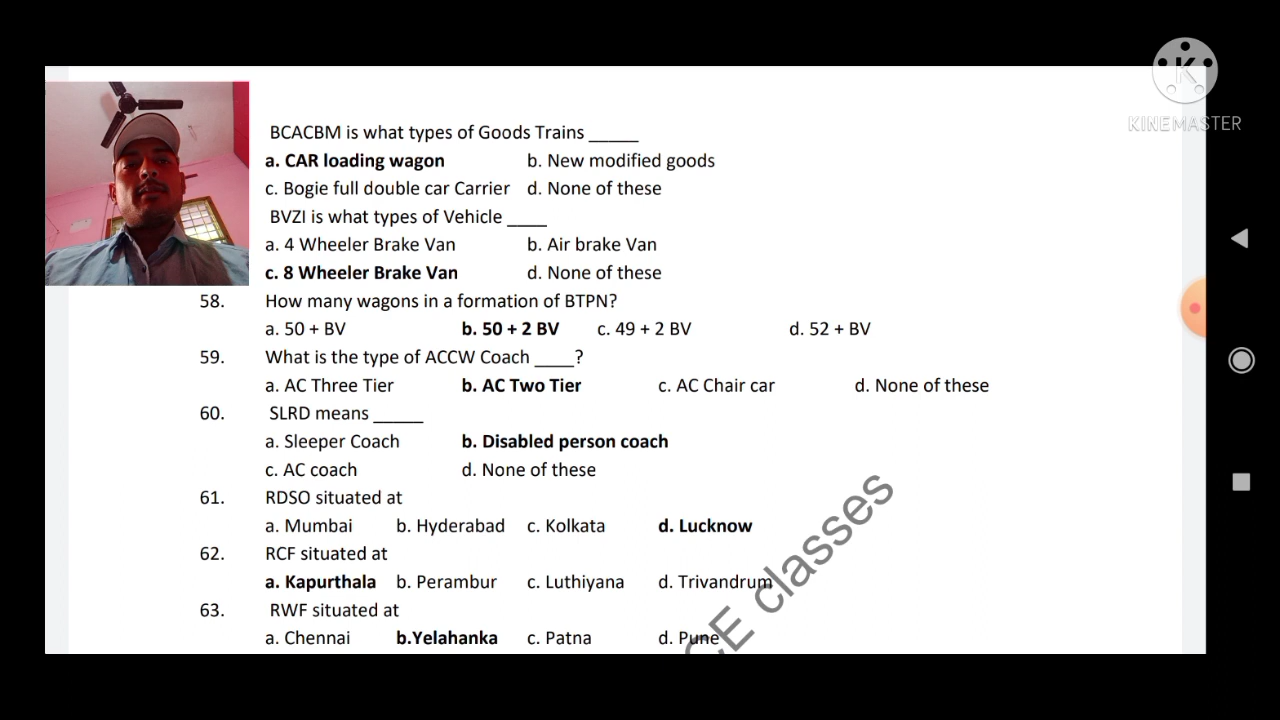 KINEMASTER
BCACBM is what types of Goods Trains _____
a. CAR loading wagon b. New modified goods
c. Bogie full double car Carrier d. None of these
BVZI is what types of Vehicle ____
a. 4 Wheeler Brake Van b. Air brake Van
c. 8 Wheeler Brake Van d. None of these
58. How many wagons in a formation of BTPN?
a. 50 + BV b. 50 + 2 BV c. 49 + 2 BV d. 52 + BV
59. What is the type of ACCW Coach ____?
a. AC Three Tier b. AC Two Tier c. AC Chair car d. None of these
60. SLRD means _____
a. Sleeper Coach b. Disabled person coach
c. AC coach d. None of these
61. RDSO situated at
a. Mumbai b. Hyderabad c. Kolkata d. Lucknow
62. RCF situated at
a. Kapurthala b. Perambur c. Luthiyana d. Trivandrum
63. RWF situated at
a. Chennai b.Yelahanka c. Patna d. Pune
CE classes